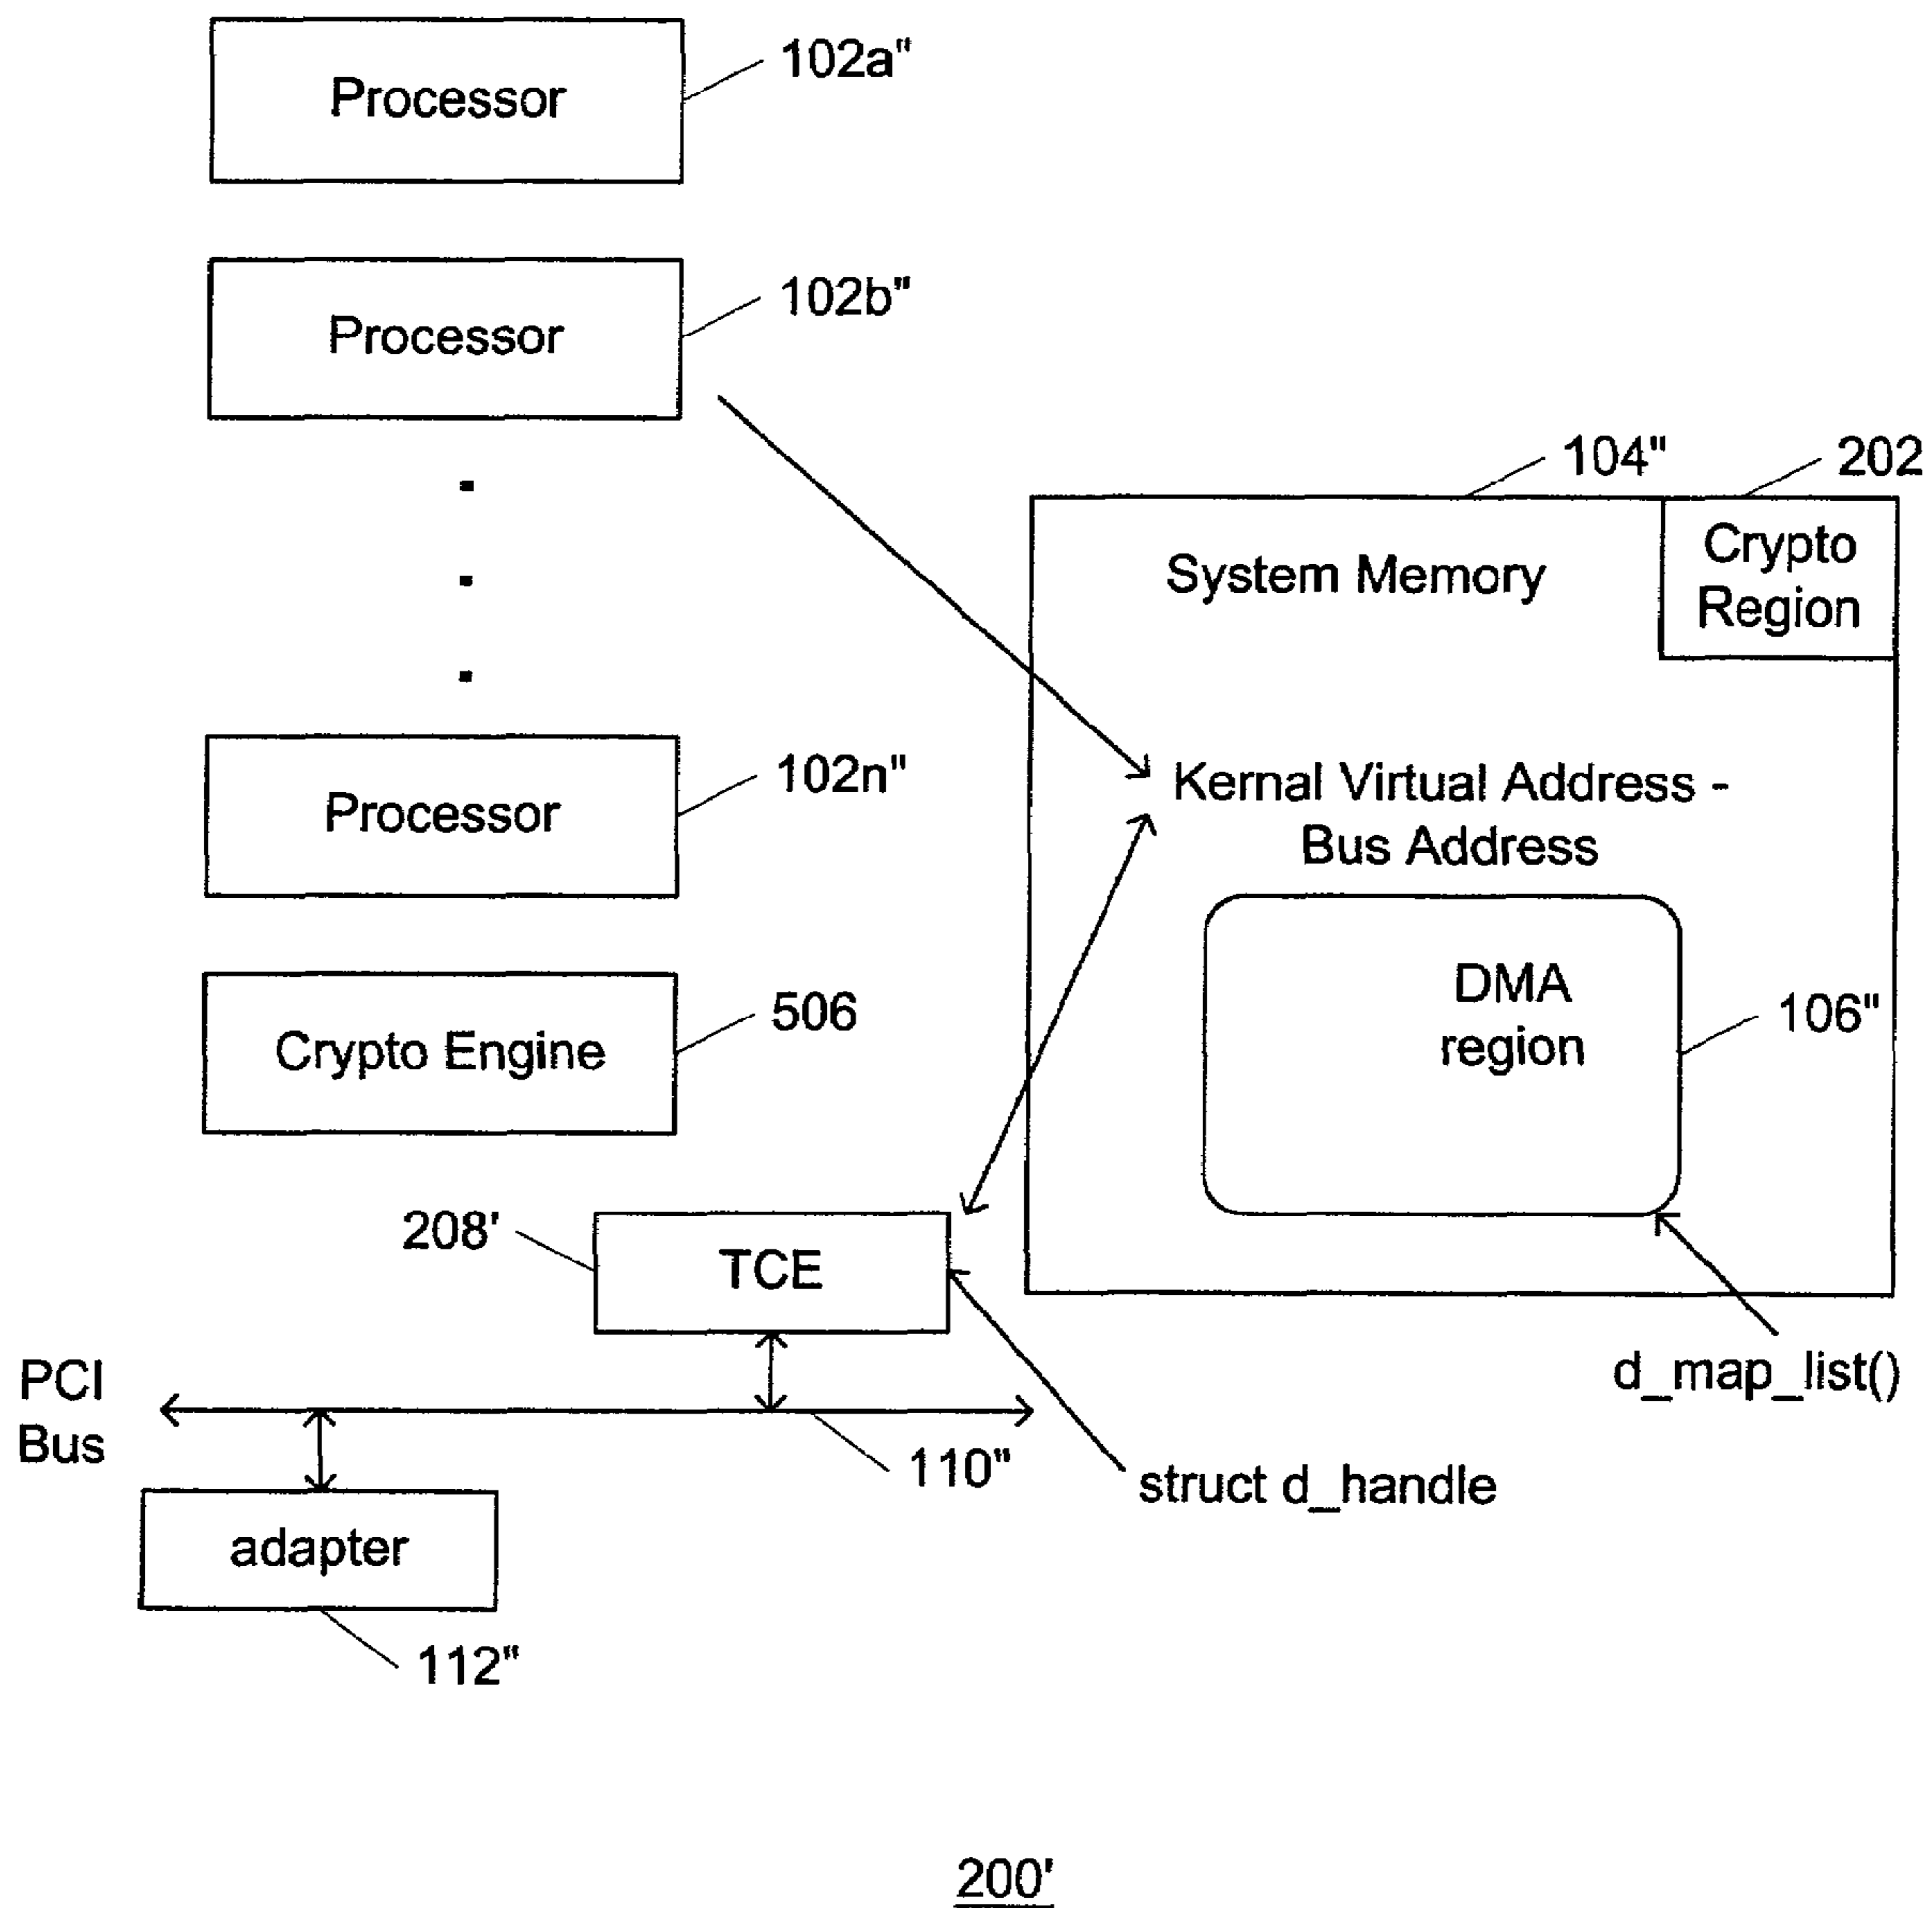 Processor
102a"
Processor
102b"
104"
202
System Memory
Crypto
Region
Processor
102n"
Kernal Virtual Address -
Bus Address
Crypto Engine
506
DMA
region
106"
208'
TCE
PCI
Bus
d_map_list()
110"
struct d_handle
adapter
112"
200'